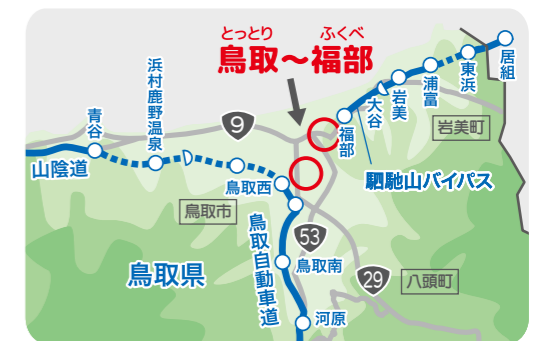 とっとり ふくべ
鳥取～福部
居組
東浜
浦富
岩美
大谷
福部
岩美町
駟馳山バイパス
浜村鹿野温泉
青谷
9
山陰道
鳥取西
鳥取市
鳥取自動車道
53
鳥取南
29
八頭町
鳥取県
河原